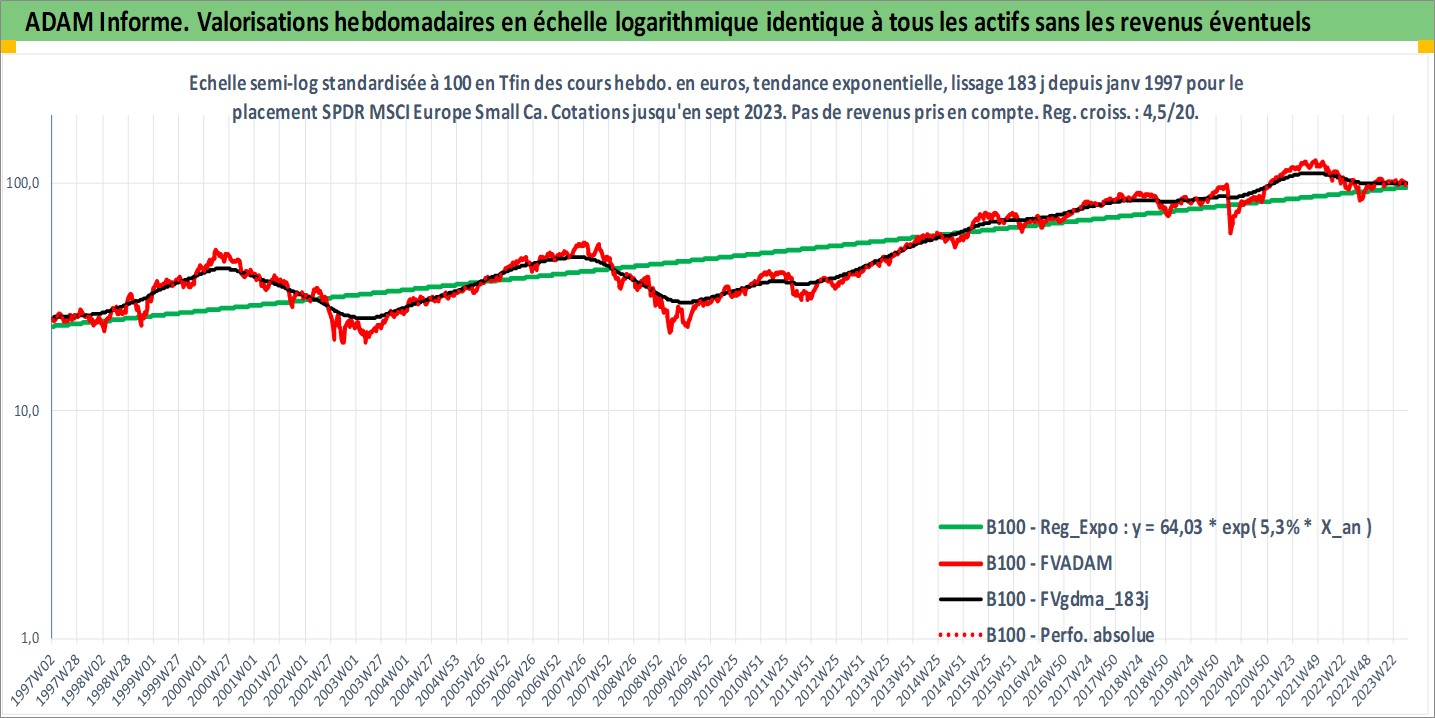 ADAM Informe. Valorisations hebdomadaires en échelle logarithmique identique à tous les actifs sans les revenus éventuels
Echelle semi-log standardisée à 100 en Tfin des cours hebdo. en euros, tendance exponentielle, lissage 183 j depuis janv 1997 pour le
placement SPDR MSCI Europe Small Ca. Cotations jusqu'en sept 2023. Pas de revenus pris en compte. Reg. croiss. : 4,5/20.
100,0
10,0
1,0
B100 - Reg_Expo : y = 64,03 * exp( 5,3% * X_an )
B100 - FVADAM
B100 - FVgdma_183j
B100 - Perfo. absolue
1997W02
1997W28
1998W02
1998W28
1999W01
1999W27
2000W01
2000W27
2001W01
2001W27
2002W01
2002W27
2003W01
2003W27
2004W01
2004W27
2004W53
2005W26
2005W52
2006W26
2006W52
2007W26
2007W52
2008W26
2008W52
2009W26
2009W52
2010W25
2010W51
2011W25
2011W51
2012W25
2012W51
2013W25
2013W51
2014W25
2014W51
2015W25
2015W51
2016W24
2016W50
2017W24
2017W50
2018W24
2018W50
2019W24
2019W50
2020W24
2020W50
2021W23
2021W49
2022W22
2022W48
2023W22